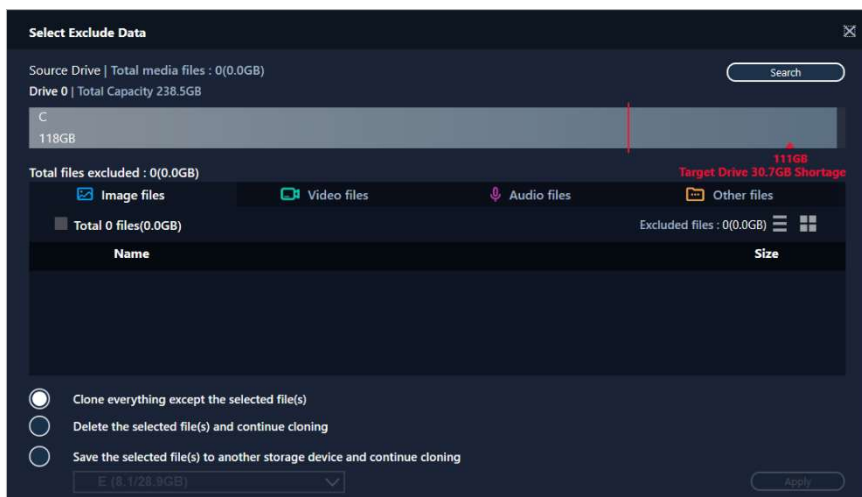 Select Exclude Data
Source Drive | Total media files : 0(0.0GB)
Search
Drive 0 | Total Capacity 238.5GB
C
118GB
111GB
Total files excluded : 0(0.0GB)
Target Drive 30.7GB Shortage
Image files
Video files
Audio files
Other files
Total 0 files(0.0GB)
Excluded files : 0(0.0GB)
Name
Size
Clone everything except the selected file(s)
Delete the selected file(s) and continue cloning
Save the selected file(s) to another storage device and continue cloning
E (8.1/28.9GB)
Apply